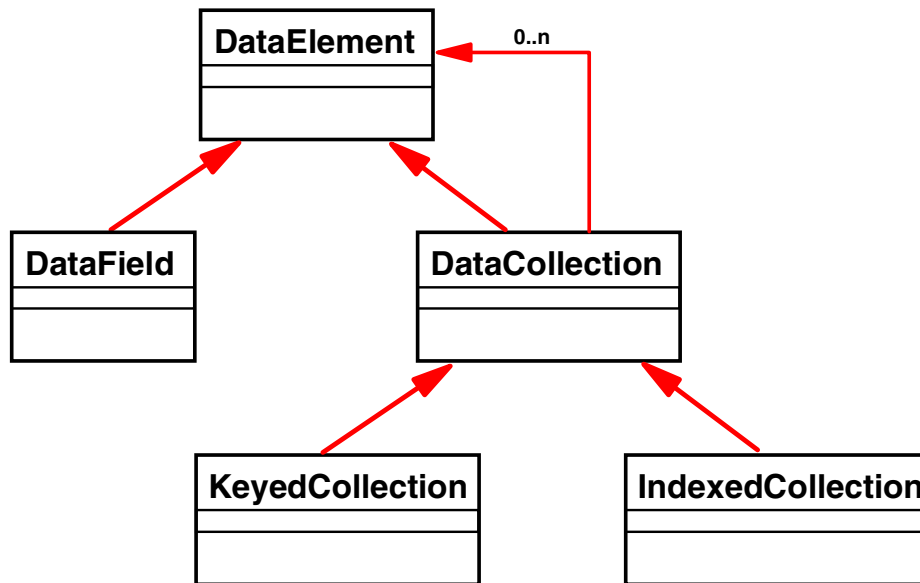 DataElement
0..n
DataField
DataCollection
KeyedCollection
IndexedCollection